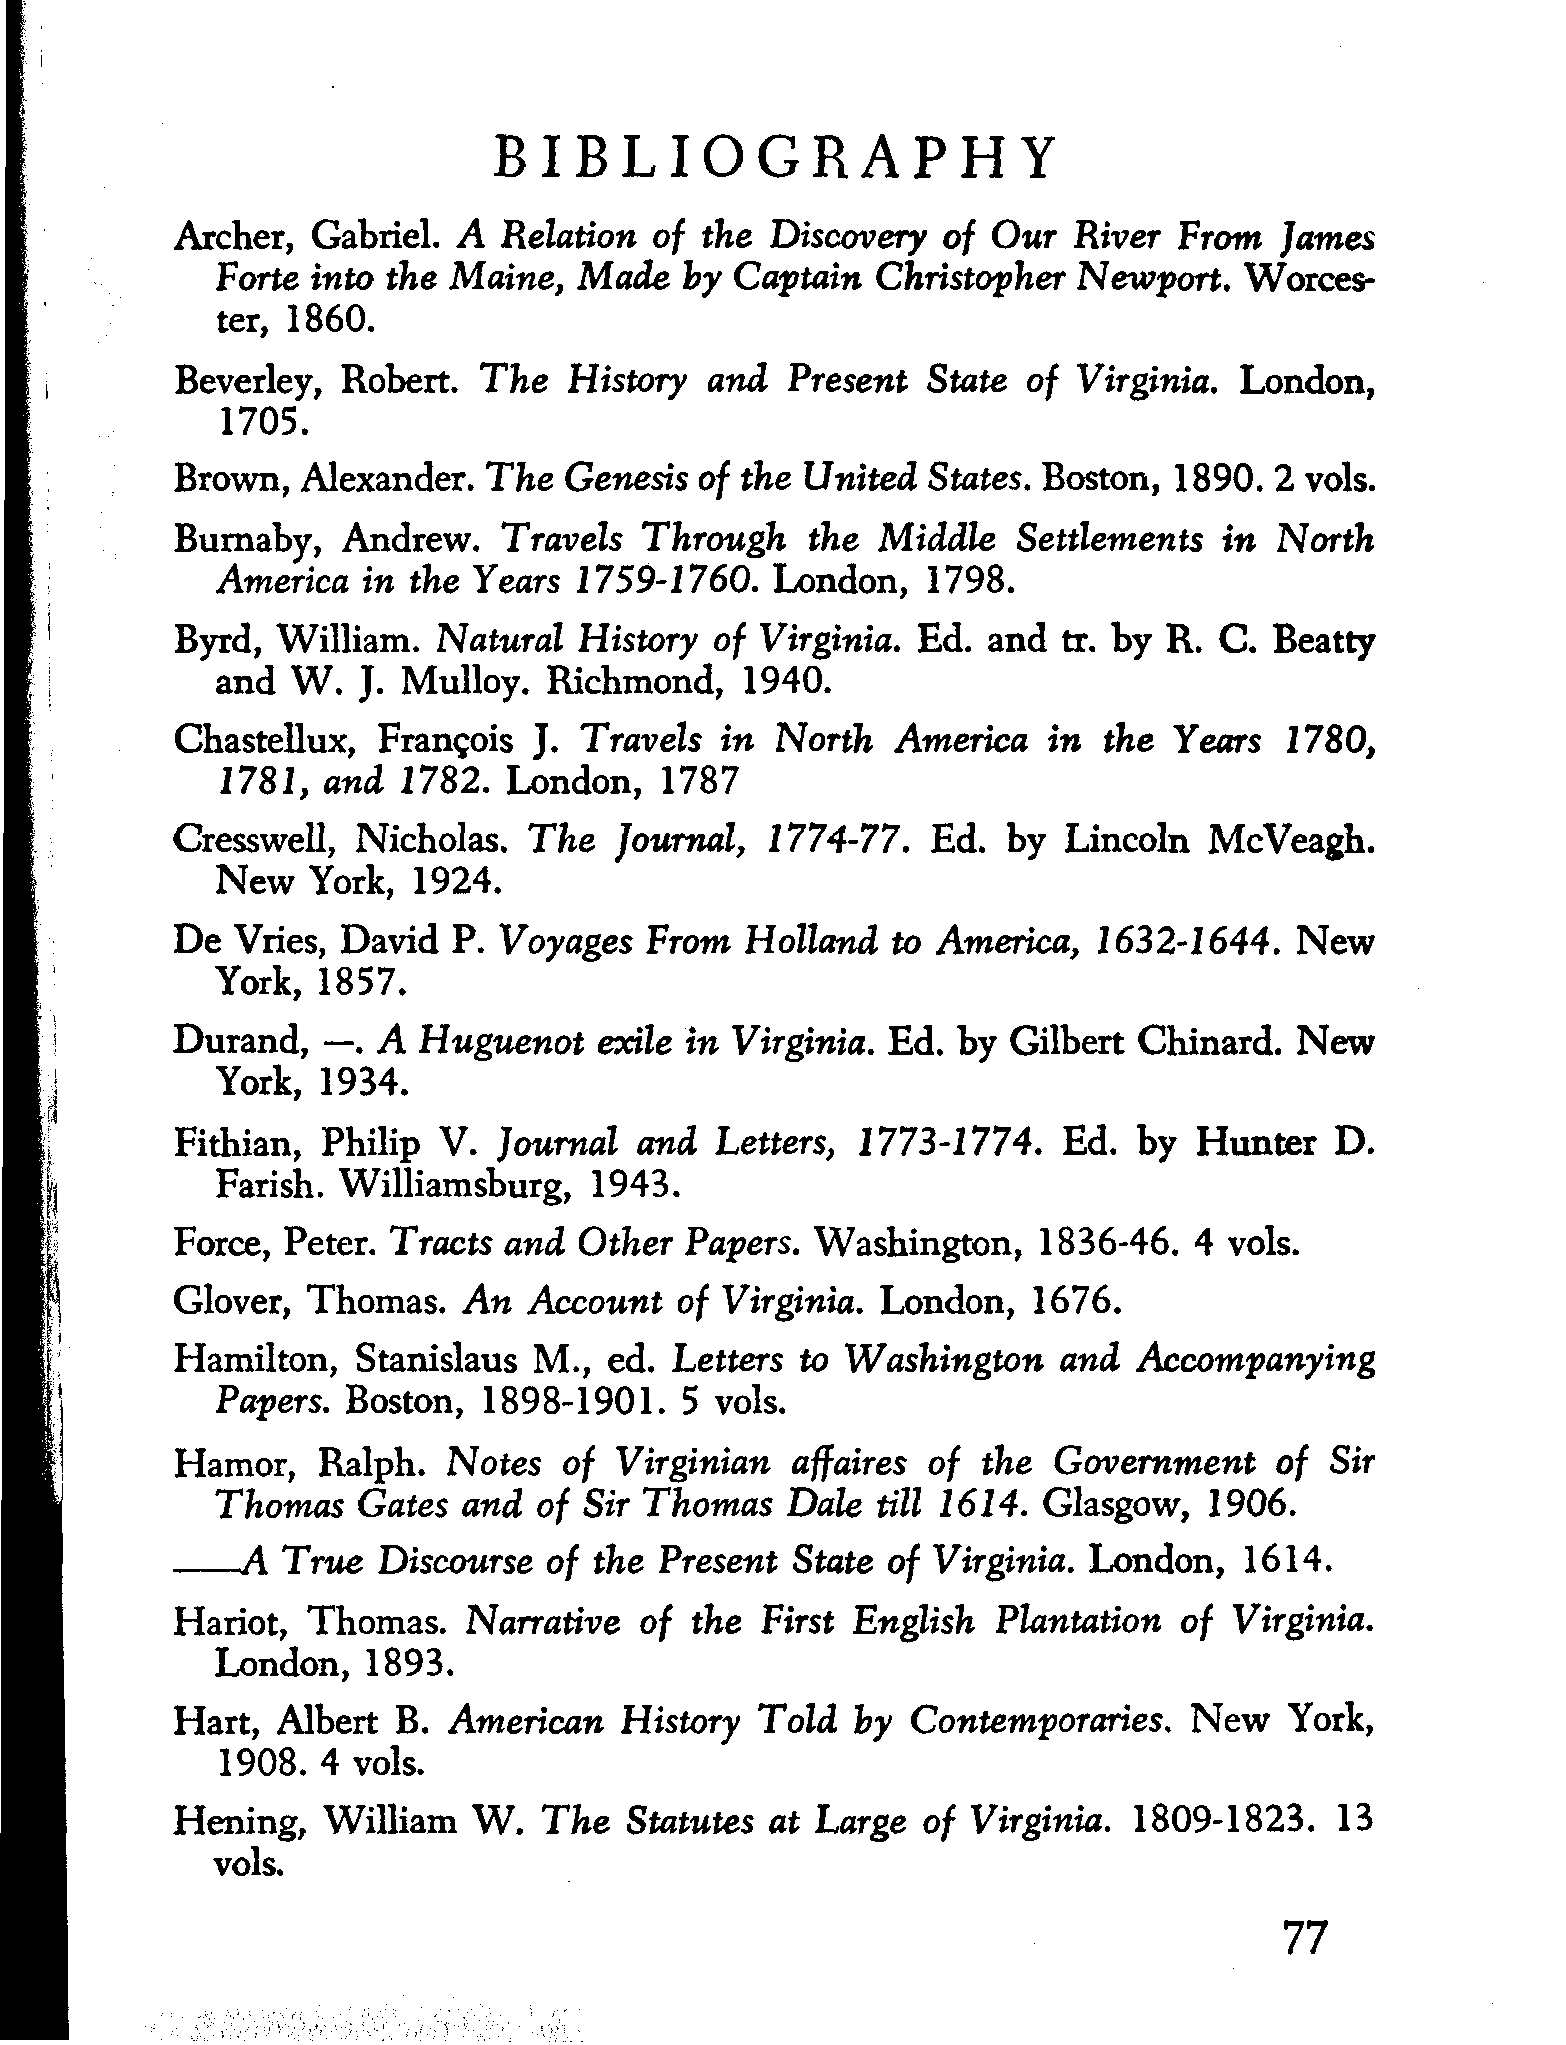 BIBLIOGRAPHY
Archer, Gabriel. A Relation of the Discovery of Our River From James
Forte into the Maine, Made by Captain Christopher Newport. Worces-
ter, 1860.
Beverley, Robert. The History and Present State of Virginia. London,
1705.
Brown, Alexander. The Genesis of the United States. Boston, 1890. 2 vols.
Burnaby, Andrew. Travels Through the Middle Settlements in North
America in the Years 1759-1760. London, 1798.
Byrd, William. Natural History of Virginia. Ed. and tr. by R. C. Beatty
and W. J. Mulloy. Richmond, 1940.
Chastellux, François J. Travels in North America in the Years 1780,
1781, and 1782. London, 1787
Cresswell, Nicholas. The Journal, 1774-77. Ed. by Lincoln McVeagh.
New York, 1924.
De Vries, David P. Voyages From Holland to America, 1632-1644. New
York, 1857.
Durand, —. A Huguenot exile in Virginia. Ed. by Gilbert Chinard. New
York, 1934.
Fithian, Philip V. Journal and Letters, 1773-1774. Ed. by Hunter D.
Farish. Williamsburg, 1943.
Force, Peter. Tracts and Other Papers. Washington, 1836-46. 4 vols.
Glover, Thomas. An Account of Virginia. London, 1676.
Hamilton, Stanislaus M., ed. Letters to Washington and Accompanying
Papers. Boston, 1898-1901. 5 vols.
Hamor, Ralph. Notes of Virginian affaires of the Government of Sir
Thomas Gates and of Sir Thomas Dale till 1614. Glasgow, 1906.
___A True Discourse of the Present State of Virginia. London, 1614.
Hariot, Thomas. Narrative of the First English Plantation of Virginia.
London, 1893.
Hart, Albert B. American History Told by Contemporaries. New York,
1908. 4 vols.
Hening, William W. The Statutes at Large of Virginia. 1809-1823. 13
vols.
77